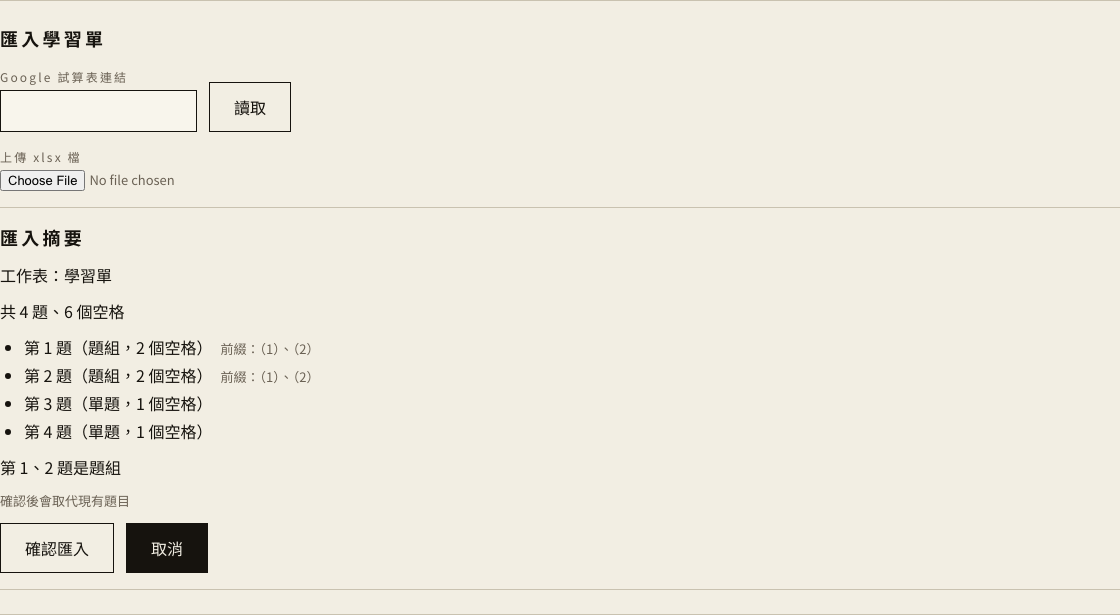 匯入學習單
Google 試算表連結
讀取
上傳 xlsx 檔
Choose File No file chosen
匯入摘要
工作表：學習單
共 4 題、6 個空格
第 1 題（題組，2 個空格） 前綴：（1）、（2）
第 2 題（題組，2 個空格） 前綴：（1）、（2）
第 3 題（單題，1 個空格）
第 4 題（單題，1 個空格）
第 1、2 題是題組
確認後會取代現有題目
確認匯入 取消